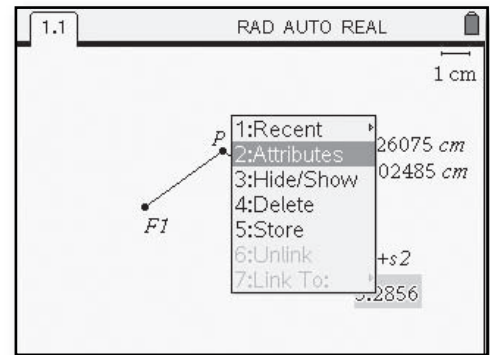 1.1 RAD AUTO REAL
1 cm
P
1:Recent
2:Attributes
26075 cm
3:Hide/Show
02485 cm
4:Delete
F1
5:Store
6:Unlink
+s2
7:Link To:
.2856